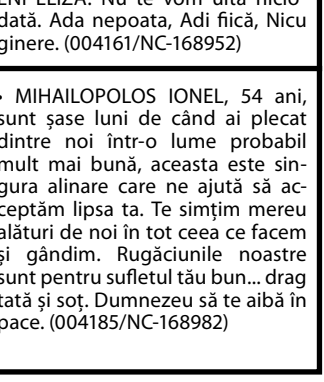 ENI ELIZA. Nu te vom uita nicio-
dată. Ada nepoata, Adi fiică, Nicu
ginere. (004161/NC-168952)
• MIHAILOPOLOS IONEL, 54 ani,
sunt șase luni de când ai plecat
dintre noi într-o lume probabil
mult mai bună, aceasta este sin-
gura alinare care ne ajută să ac-
ceptăm lipsa ta. Te simțim mereu
alături de noi în tot ceea ce facem
și gândim. Rugăciunile noastre
sunt pentru sufletul tău bun... drag
tată și soț. Dumnezeu să te aibă în
pace. (004185/NC-168982)